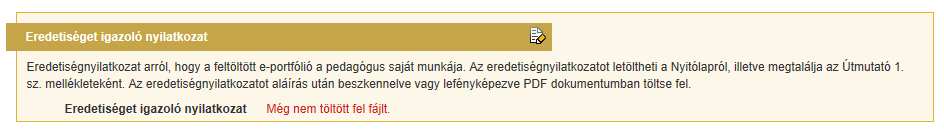 Eredetiséget igazoló nyilatkozat
Eredetiségnyilatkozat arról, hogy a feltöltött e-portfólió a pedagógus saját munkája. Az eredetiségnyilatkozatot letöltheti a Nyitólapról, illetve megtalálja az Útmutató 1.
sz. mellékleteként. Az eredetiségnyilatkozatot aláírás után beszkennelve vagy lefényképezve PDF dokumentumban töltse fel.
Eredetiséget igazoló nyilatkozat Még nem töltött fel fájlt.